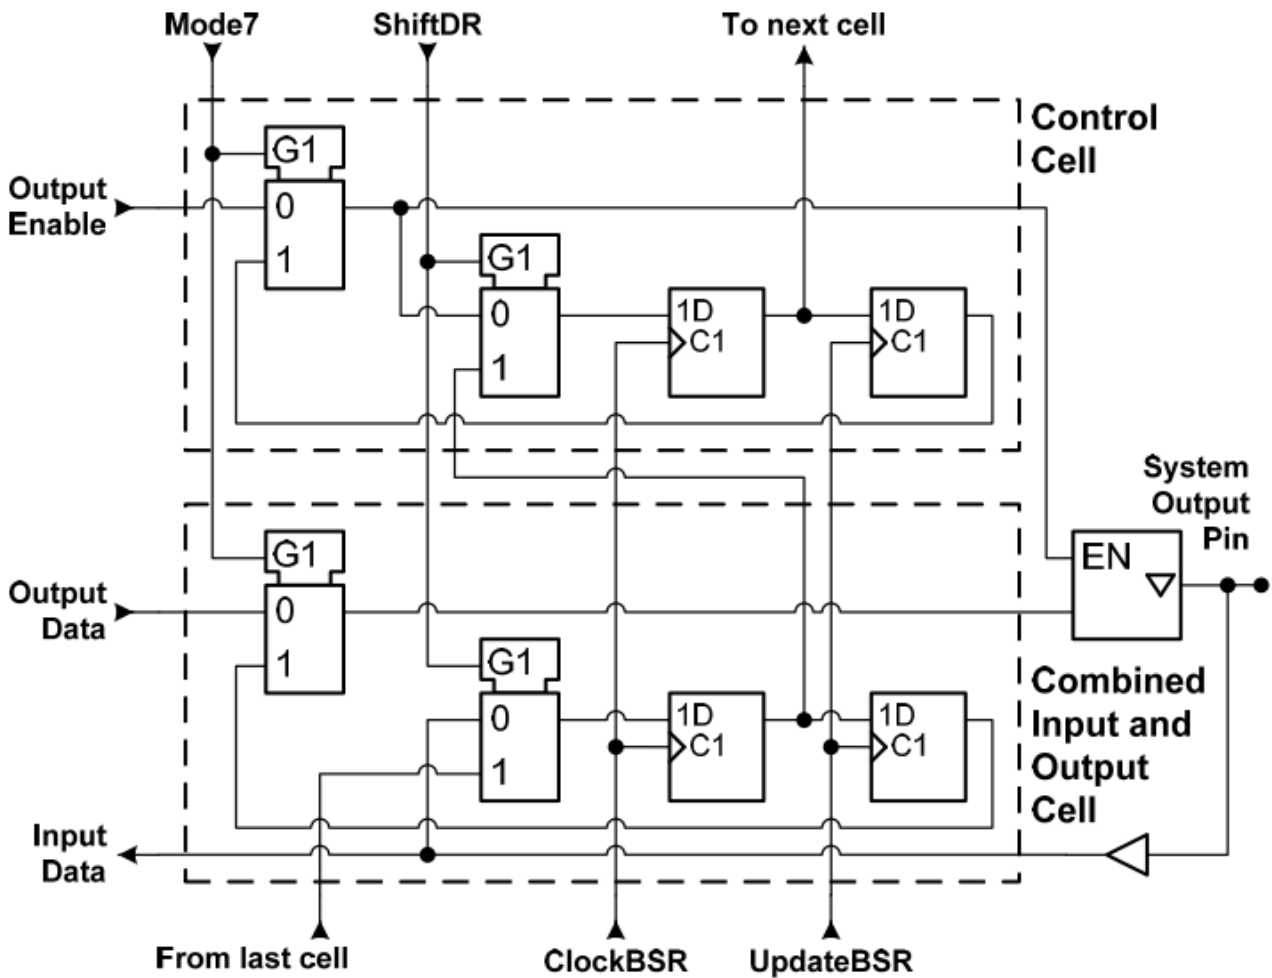 Mode7
ShiftDR
To next cell
Control
Cell
G1
Output
Enable
0
1
G1
0
1
1D
C1
1D
C1
System
Output
Pin
G1
EN
Output
Data
0
1
G1
0
1
1D
C1
1D
C1
Combined
Input and
Output
Cell
Input
Data
From last cell
ClockBSR
UpdateBSR